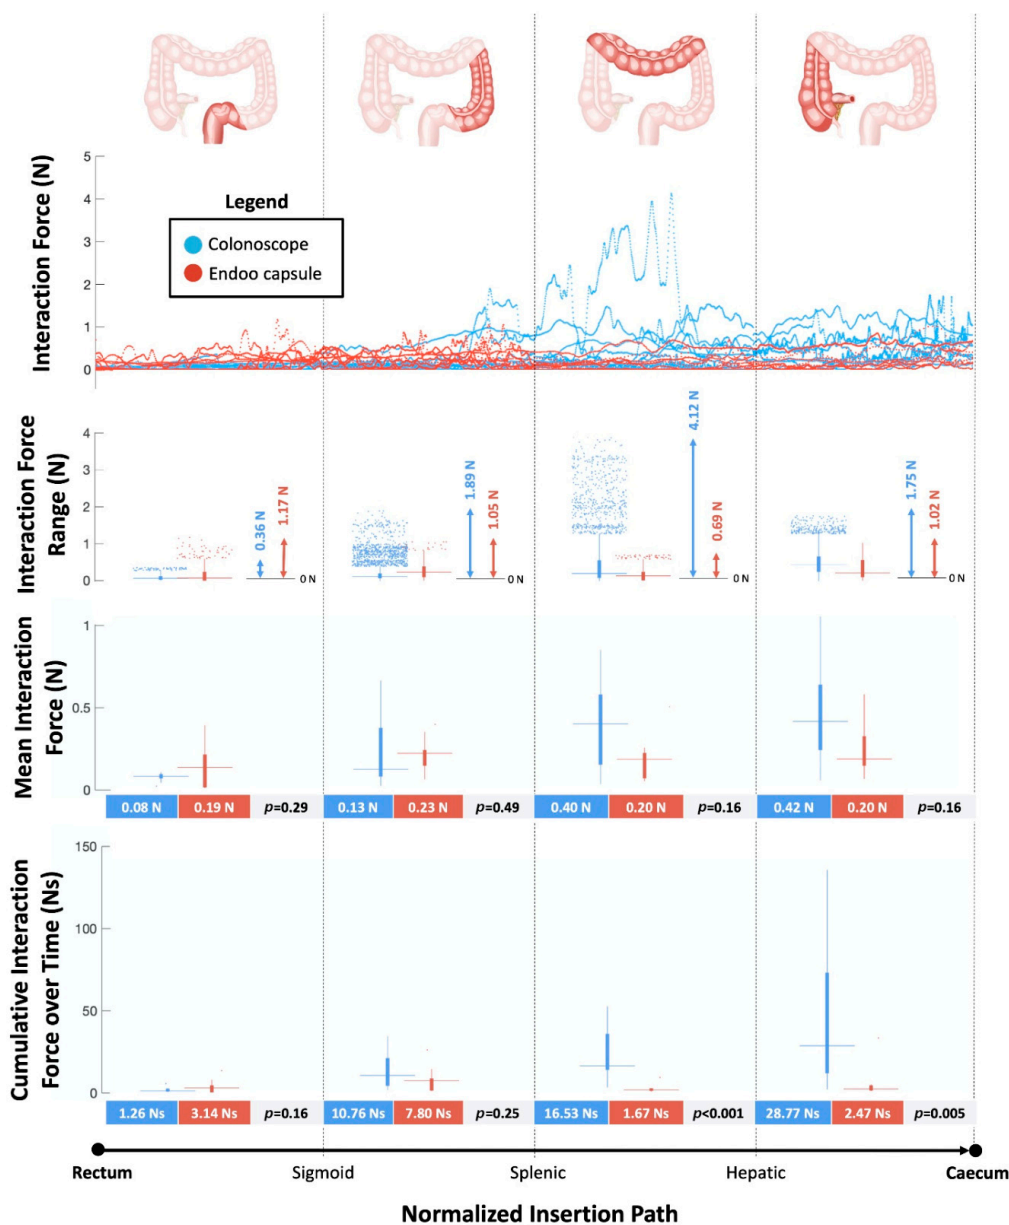 Interaction Force (N)
5
4
3
2
1
0
Legend
Colonoscope
Endoo capsule
Interaction Force
Range (N)
4
3
2
1
0
0.36 N
1.17 N
0 N
1.89 N
1.05 N
0 N
4.12 N
0.69 N
0 N
1.75 N
1.02 N
0 N
Mean Interaction
Force (N)
1
0.5
0
0.08 N 0.19 N p=0.29 0.13 N 0.23 N p=0.49 0.40 N 0.20 N p=0.16 0.42 N 0.20 N p=0.16
Cumulative Interaction
Force over Time (Ns)
150
100
50
0
1.26 Ns 3.14 Ns p=0.16 10.76 Ns 7.80 Ns p=0.25 16.53 Ns 1.67 Ns p<0.001 28.77 Ns 2.47 Ns p=0.005
Rectum Sigmoid Splenic Hepatic Caecum
Normalized Insertion Path